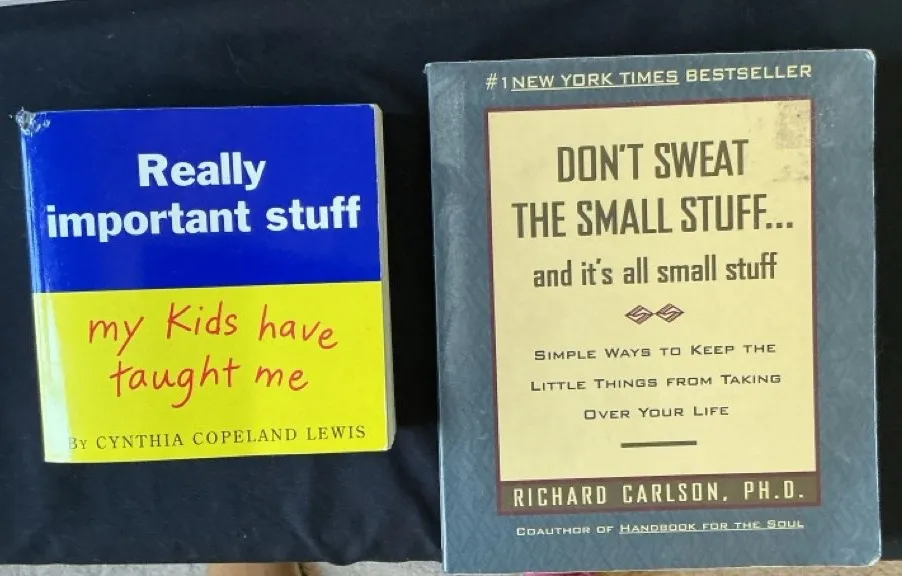 Really
important stuff
my Kids have
taught me
By CYNTHIA COPELAND LEWIS
#1 NEW YORK TIMES BESTSELLER
DON'T SWEAT
THE SMALL STUFF...
and it's all small stuff
SIMPLE WAYS TO KEEP THE
LITTLE THINGS FROM TAKING
OVER YOUR LIFE
RICHARD CARLSON, PH.D.
COAUTHOR OF HANDBOOK FOR THE SOUL